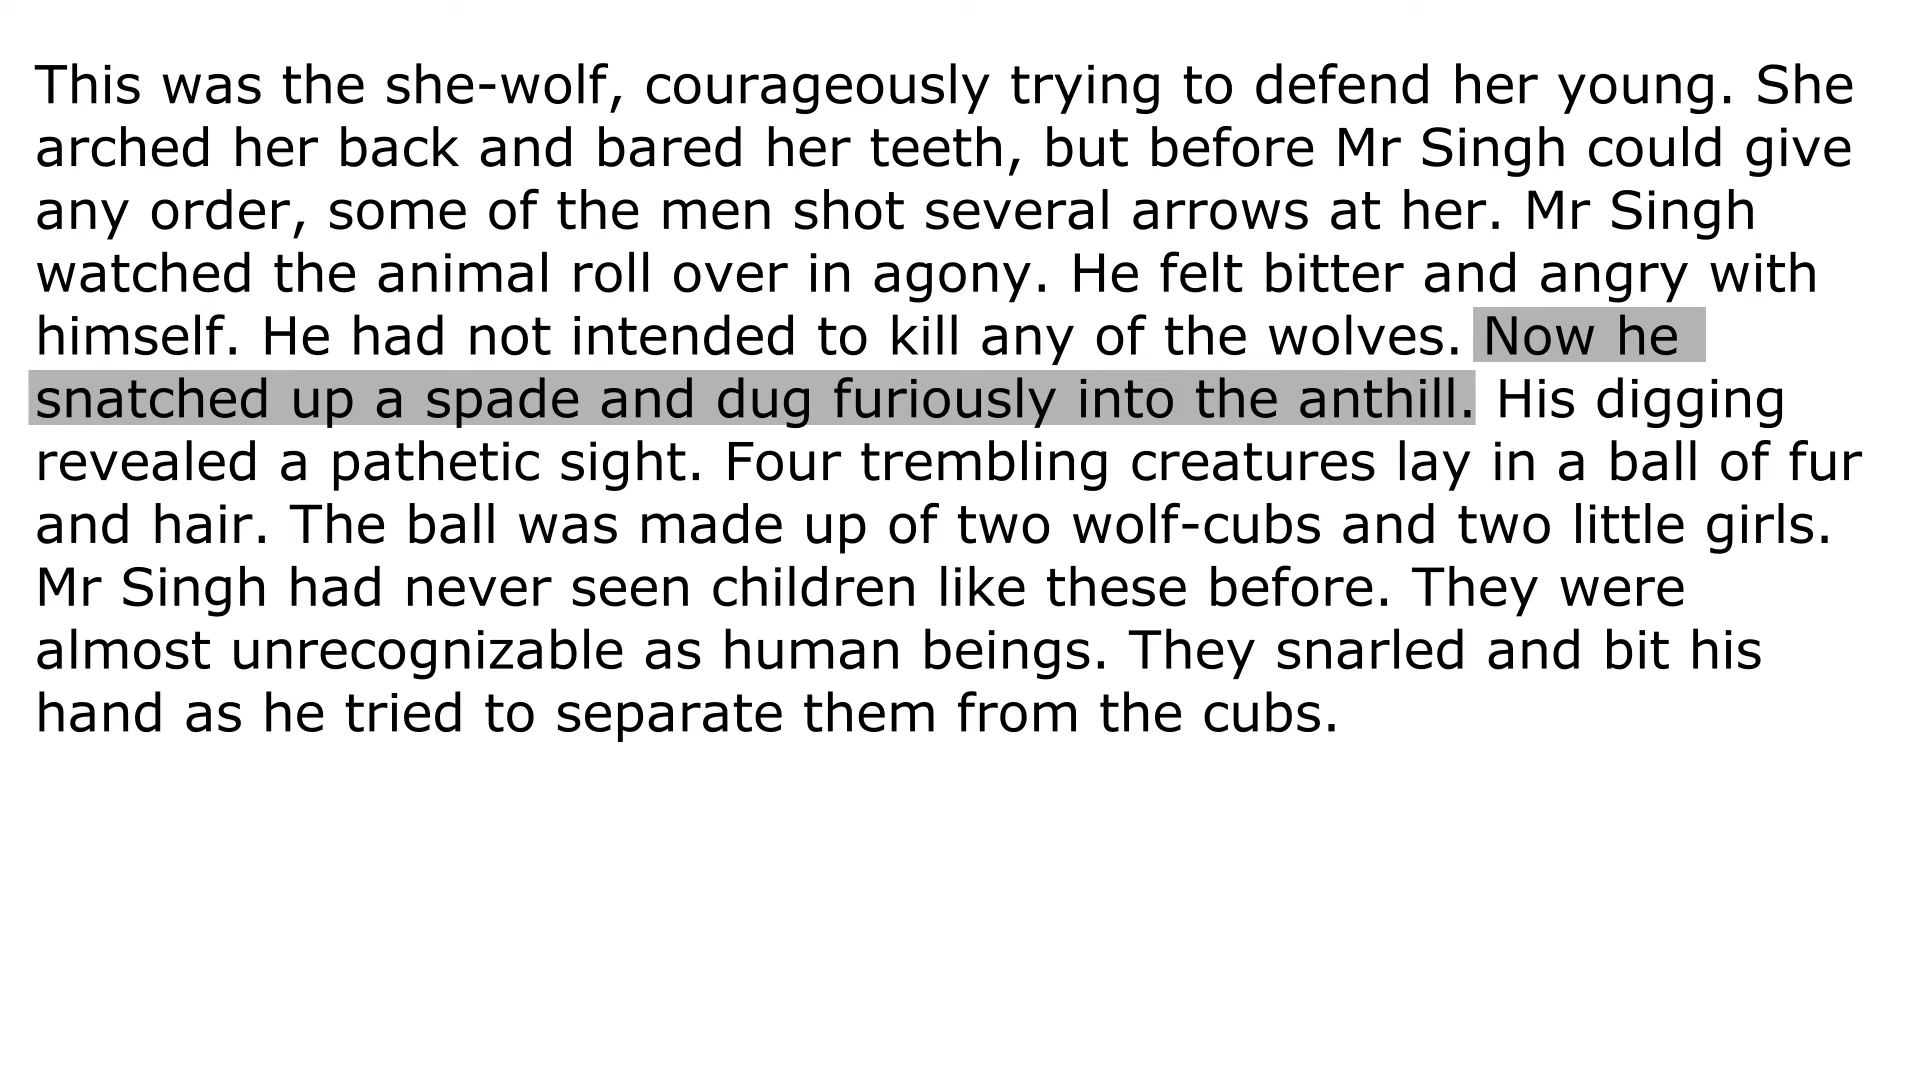 This was the she-wolf, courageously trying to defend her young. She
arched her back and bared her teeth, but before Mr Singh could give
any order, some of the men shot several arrows at her. Mr Singh
watched the animal roll over in agony. He felt bitter and angry with
himself. He had not intended to kill any of the wolves. Now he
snatched up a spade and dug furiously into the anthill. His digging
revealed a pathetic sight. Four trembling creatures lay in a ball of fur
and hair. The ball was made up of two wolf-cubs and two little girls.
Mr Singh had never seen children like these before. They were
almost unrecognizable as human beings. They snarled and bit his
hand as he tried to separate them from the cubs.